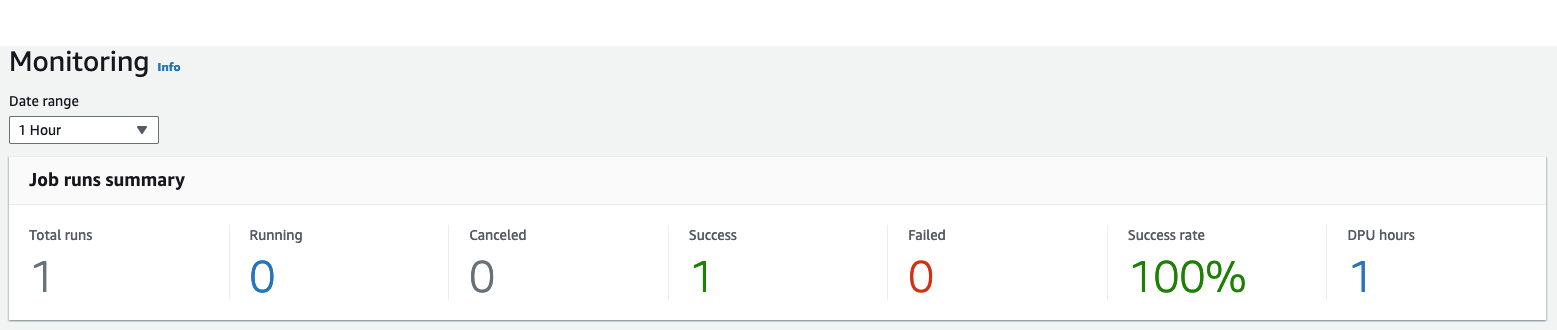 Monitoring Info
Date range
1 Hour
Job runs summary
Total runs Running Canceled Success Failed Success rate DPU hours
1 0 0 1 0 100% 1